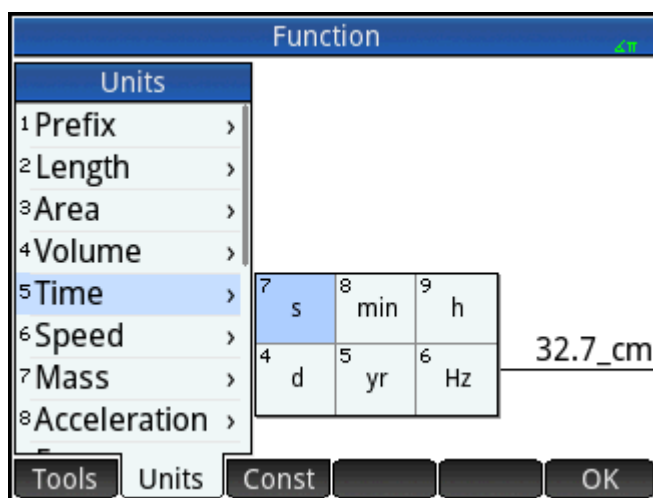 Function
∡π
Units
1 Prefix ›
2 Length ›
3 Area ›
4 Volume ›
5 Time ›
7 s 8 min 9 h
6 Speed ›
32.7_cm
4 d 5 yr 6 Hz
7 Mass ›
8 Acceleration ›
Tools Units Const OK